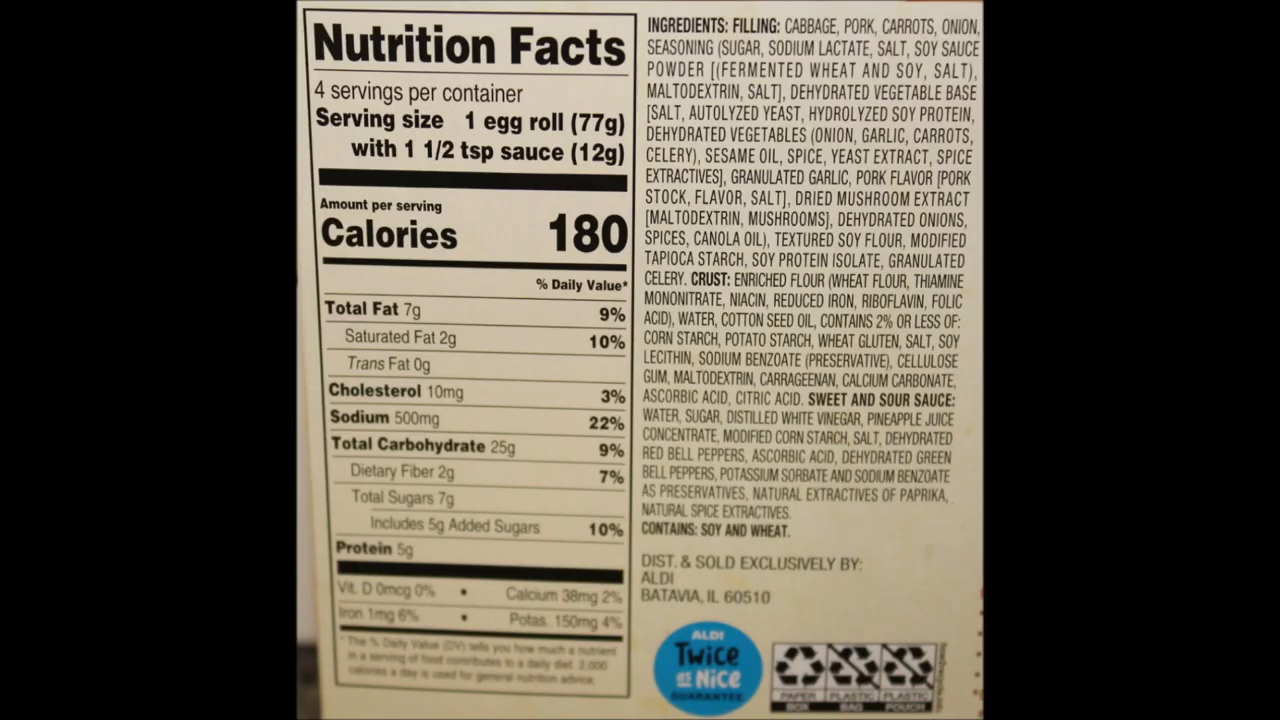 Nutrition Facts
4 servings per container
Serving size 1 egg roll (77g)
with 1 1/2 tsp sauce (12g)
Amount per serving
Calories 180
% Daily Value*
Total Fat 7g 9%
Saturated Fat 2g 10%
Trans Fat 0g
Cholesterol 10mg 3%
Sodium 500mg 22%
Total Carbohydrate 25g 9%
Dietary Fiber 2g 7%
Total Sugars 7g
Includes 5g Added Sugars 10%
Protein 5g
Vit. D 0mcg 0% • Calcium 38mg 2%
Iron 1mg 6% • Potas. 150mg 4%
* The % Daily Value (DV) tells you how much a nutrient
in a serving of food contributes to a daily diet. 2,000
calories a day is used for general nutrition advice.
INGREDIENTS: FILLING: CABBAGE, PORK, CARROTS, ONION,
SEASONING (SUGAR, SODIUM LACTATE, SALT, SOY SAUCE
POWDER [(FERMENTED WHEAT AND SOY, SALT),
MALTODEXTRIN, SALT], DEHYDRATED VEGETABLE BASE
[SALT, AUTOLYZED YEAST, HYDROLYZED SOY PROTEIN,
DEHYDRATED VEGETABLES (ONION, GARLIC, CARROTS,
CELERY), SESAME OIL, SPICE, YEAST EXTRACT, SPICE
EXTRACTIVES], GRANULATED GARLIC, PORK FLAVOR [PORK
STOCK, FLAVOR, SALT], DRIED MUSHROOM EXTRACT
[MALTODEXTRIN, MUSHROOMS], DEHYDRATED ONIONS,
SPICES, CANOLA OIL), TEXTURED SOY FLOUR, MODIFIED
TAPIOCA STARCH, SOY PROTEIN ISOLATE, GRANULATED
CELERY. CRUST: ENRICHED FLOUR (WHEAT FLOUR, THIAMINE
MONONITRATE, NIACIN, REDUCED IRON, RIBOFLAVIN, FOLIC
ACID), WATER, COTTON SEED OIL, CONTAINS 2% OR LESS OF:
CORN STARCH, POTATO STARCH, WHEAT GLUTEN, SALT, SOY
LECITHIN, SODIUM BENZOATE (PRESERVATIVE), CELLULOSE
GUM, MALTODEXTRIN, CARRAGEENAN, CALCIUM CARBONATE,
ASCORBIC ACID, CITRIC ACID. SWEET AND SOUR SAUCE:
WATER, SUGAR, DISTILLED WHITE VINEGAR, PINEAPPLE JUICE
CONCENTRATE, MODIFIED CORN STARCH, SALT, DEHYDRATED
RED BELL PEPPERS, ASCORBIC ACID, DEHYDRATED GREEN
BELL PEPPERS, POTASSIUM SORBATE AND SODIUM BENZOATE
AS PRESERVATIVES, NATURAL EXTRACTIVES OF PAPRIKA,
NATURAL SPICE EXTRACTIVES.
CONTAINS: SOY AND WHEAT.
DIST. & SOLD EXCLUSIVELY BY:
ALDI
BATAVIA, IL 60510
ALDI
Twice
as Nice
GUARANTEE
PAPER
BOX
PLASTIC
BAG
PLASTIC
POUCH